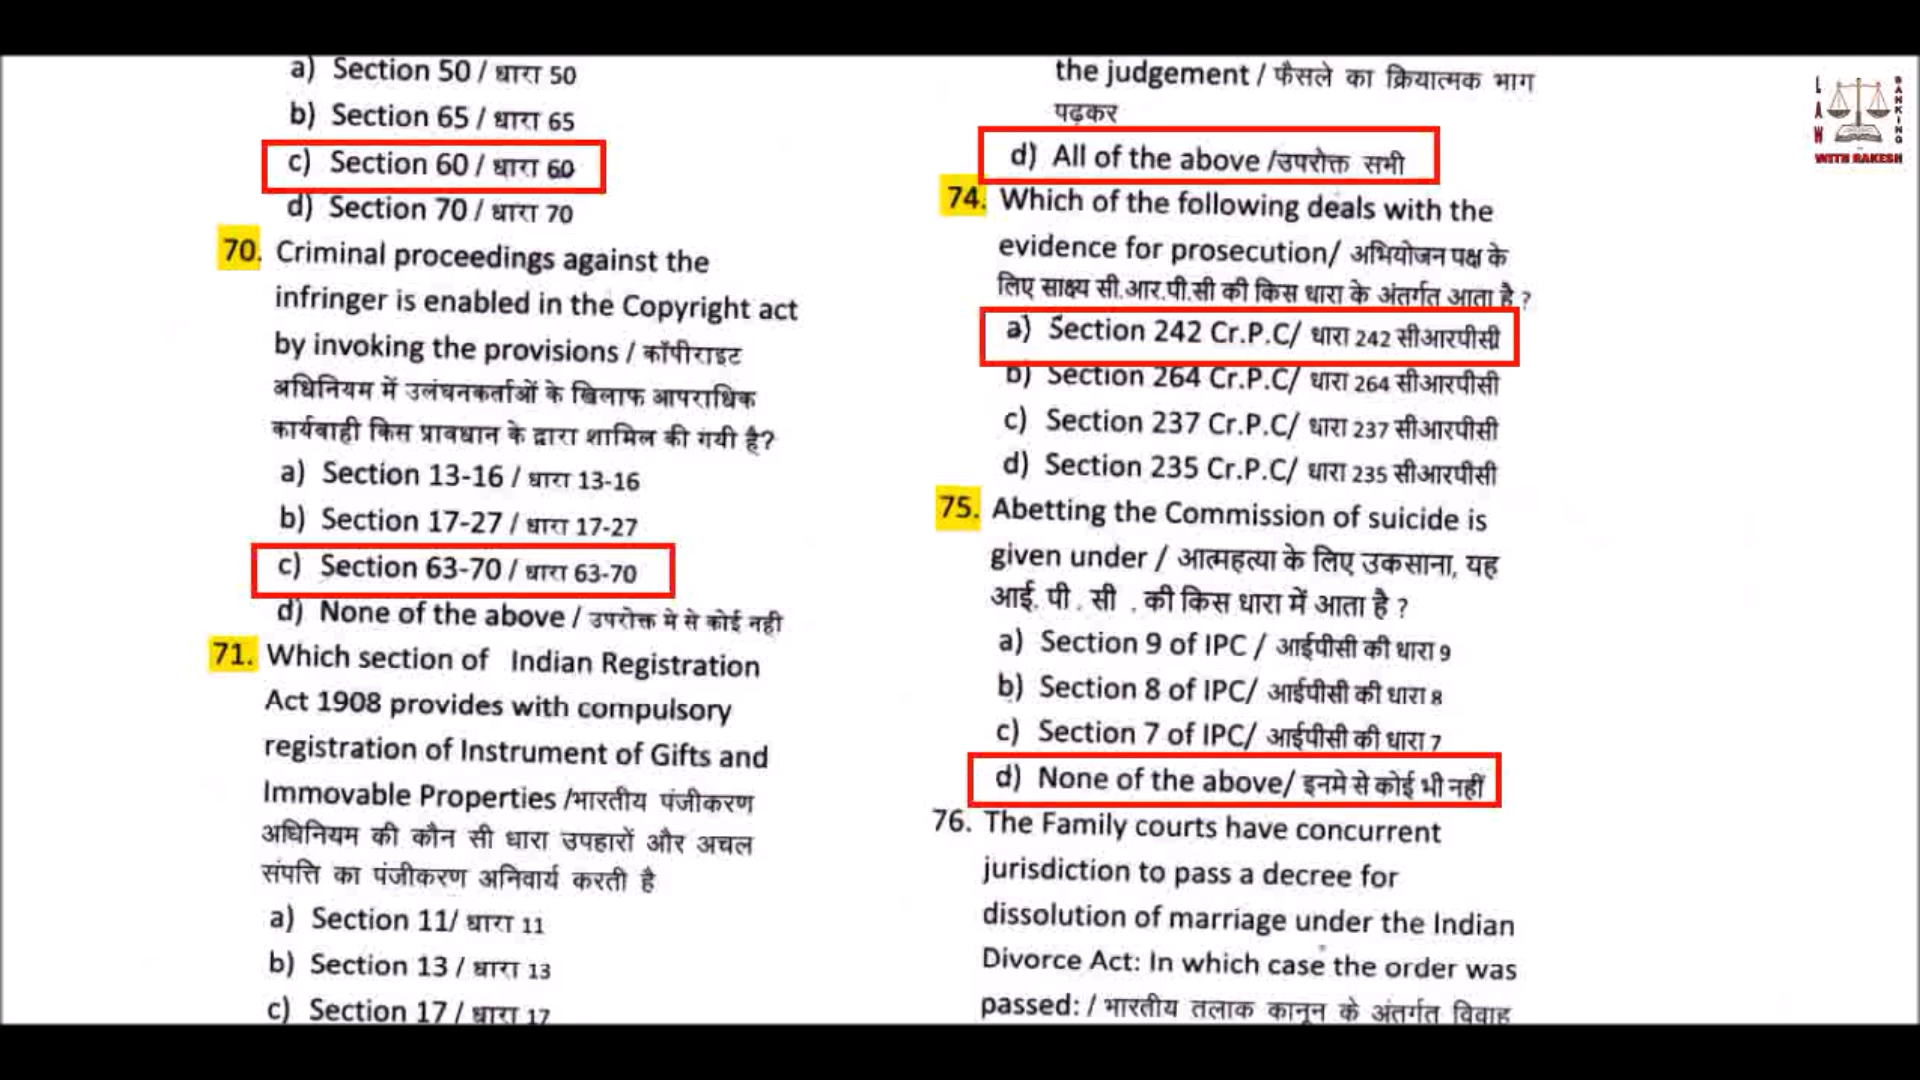 a) Section 50 / धारा 50
b) Section 65 / धारा 65
c) Section 60 / धारा 60
d) Section 70 / धारा 70
70. Criminal proceedings against the
infringer is enabled in the Copyright act
by invoking the provisions / कॉपीराइट
अधिनियम में उलंघनकर्ताओं के खिलाफ आपराधिक
कार्यवाही किस प्रावधान के द्वारा शामिल की गयी है?
a) Section 13-16 / धारा 13-16
b) Section 17-27 / धारा 17-27
c) Section 63-70 / धारा 63-70
d) None of the above / उपरोक्त मे से कोई नही
71. Which section of Indian Registration
Act 1908 provides with compulsory
registration of Instrument of Gifts and
Immovable Properties /भारतीय पंजीकरण
अधिनियम की कौन सी धारा उपहारों और अचल
संपत्ति का पंजीकरण अनिवार्य करती है
a) Section 11/ धारा 11
b) Section 13 / धारा 13
c) Section 17 / धारा 17
the judgement / फैसले का क्रियात्मक भाग
पढ़कर
d) All of the above /उपरोक्त सभी
74. Which of the following deals with the
evidence for prosecution/ अभियोजन पक्ष के
लिए साक्ष्य सी.आर.पी.सी की किस धारा के अंतर्गत आता है ?
a) Section 242 Cr.P.C/ धारा 242 सीआरपीसी
b) Section 264 Cr.P.C/ धारा 264 सीआरपीसी
c) Section 237 Cr.P.C/ धारा 237 सीआरपीसी
d) Section 235 Cr.P.C/ धारा 235 सीआरपीसी
75. Abetting the Commission of suicide is
given under / आत्महत्या के लिए उकसाना, यह
आई. पी . सी . की किस धारा में आता है ?
a) Section 9 of IPC / आईपीसी की धारा 9
b) Section 8 of IPC/ आईपीसी की धारा 8
c) Section 7 of IPC/ आईपीसी की धारा 7
d) None of the above/ इनमे से कोई भी नहीं
76. The Family courts have concurrent
jurisdiction to pass a decree for
dissolution of marriage under the Indian
Divorce Act: In which case the order was
passed: / भारतीय तलाक कानून के अंतर्गत विवाह
LAW
BANKING
WITH RAKESH